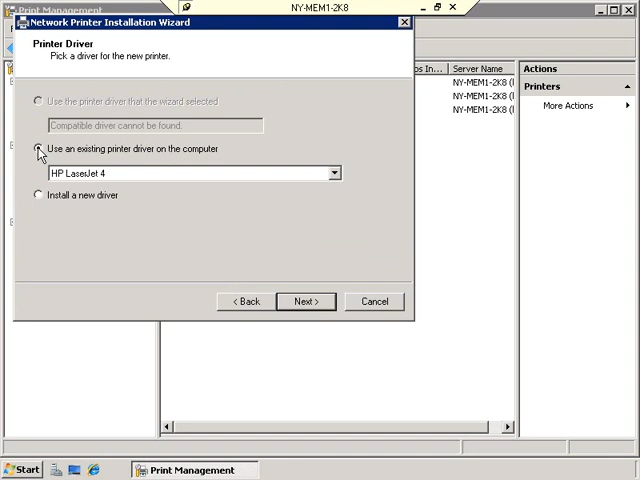 Print Management
NY-MEM1-2K8
Network Printer Installation Wizard
Printer Driver
Pick a driver for the new printer.
Use the printer driver that the wizard selected
Compatible driver cannot be found.
Use an existing printer driver on the computer
HP LaserJet 4
Install a new driver
< Back
Next >
Cancel
os In...
Server Name
NY-MEM1-2K8 (l
NY-MEM1-2K8 (l
NY-MEM1-2K8 (l
Actions
Printers
More Actions
Start
Print Management